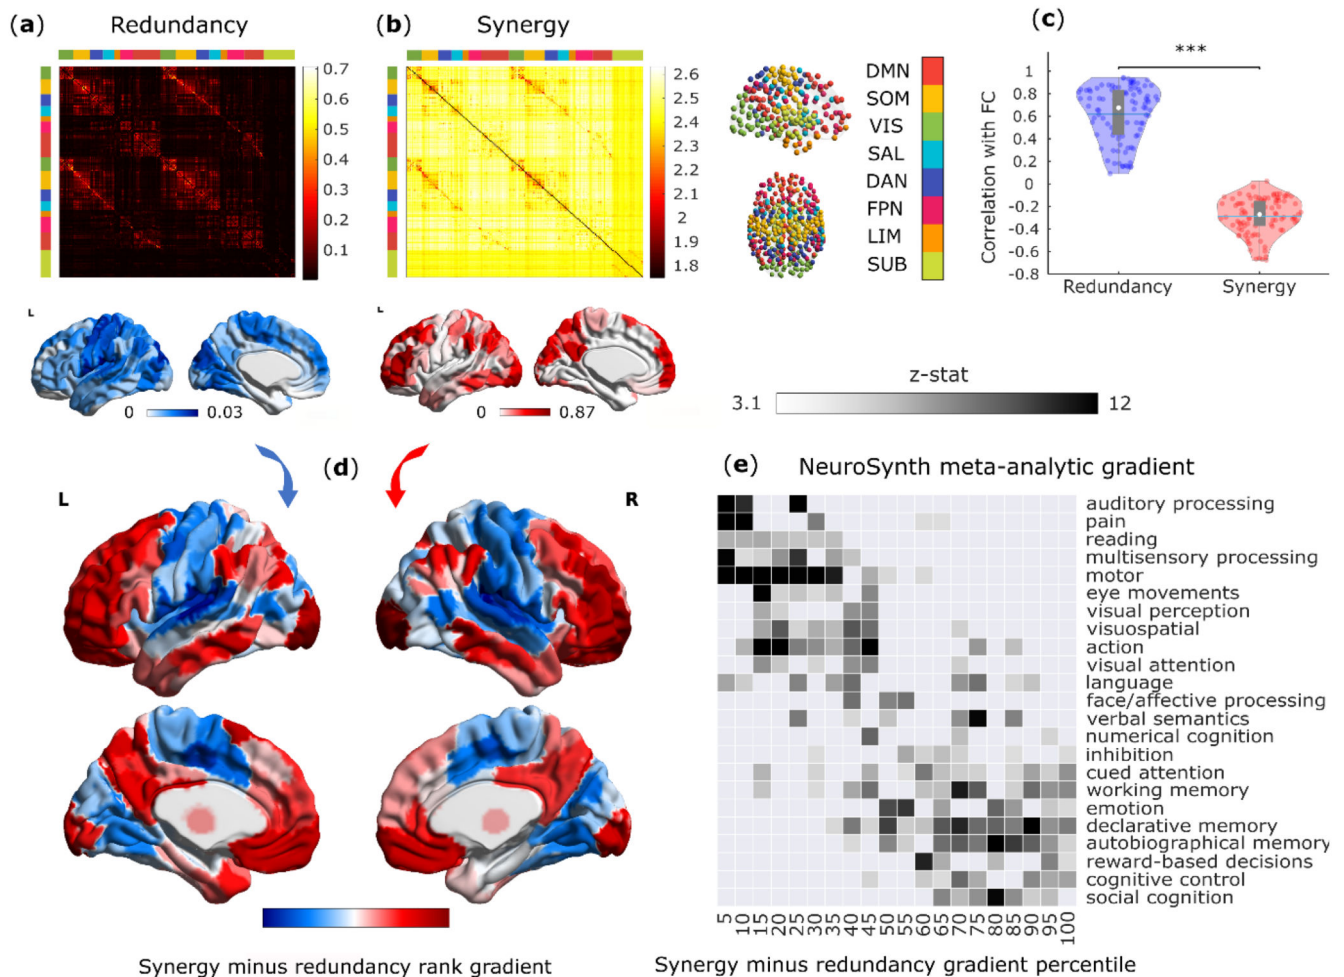 (a) Redundancy
(b) Synergy
(c)
0.7
0.6
0.5
0.4
0.3
0.2
0.1
2.6
2.5
2.4
2.3
2.2
2.1
2
1.9
1.8
DMN
SOM
VIS
SAL
DAN
FPN
LIM
SUB
***
Correlation with FC
1
0.8
0.6
0.4
0.2
0
-0.2
-0.4
-0.6
-0.8
Redundancy Synergy
L
0 0.03
L
0 0.87
z-stat
3.1 12
(d)
L R
Synergy minus redundancy rank gradient
(e) NeuroSynth meta-analytic gradient
auditory processing
pain
reading
multisensory processing
motor
eye movements
visual perception
visuospatial
action
visual attention
language
face/affective processing
verbal semantics
numerical cognition
inhibition
cued attention
working memory
emotion
declarative memory
autobiographical memory
reward-based decisions
cognitive control
social cognition
5 10 15 20 25 30 35 40 45 50 55 60 65 70 75 80 85 90 95 100
Synergy minus redundancy gradient percentile